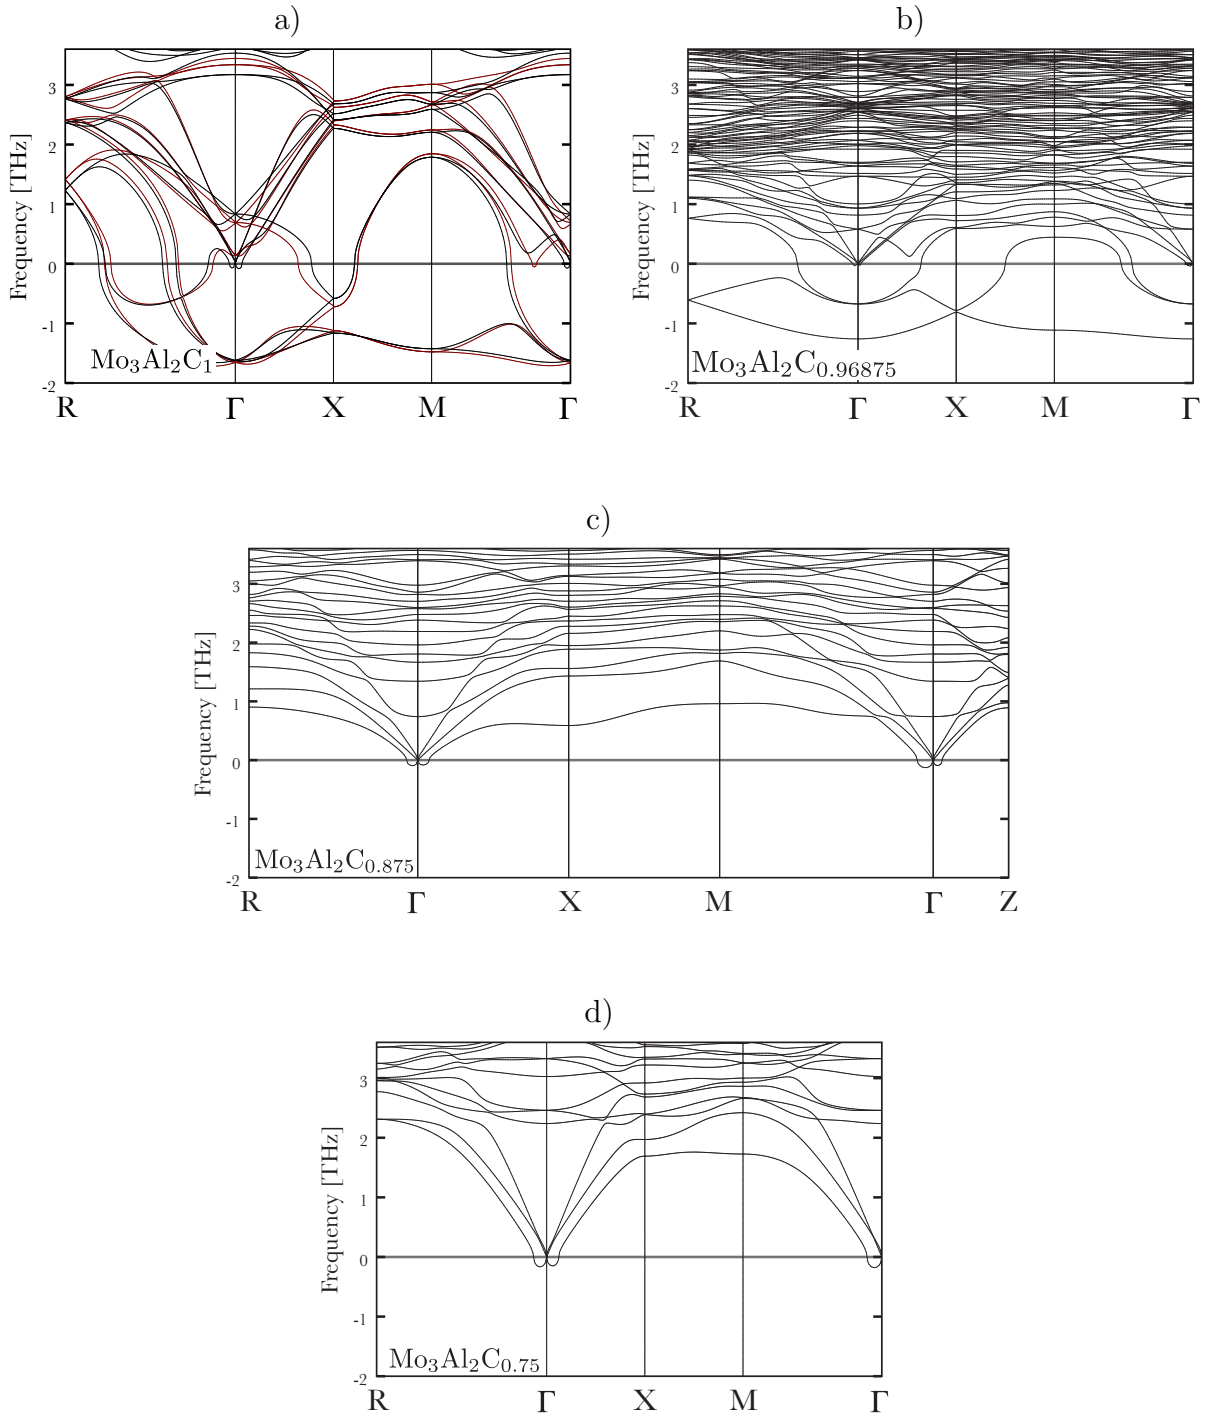 a)
Frequency [THz]
3
2
1
0
-1
-2
Mo₃Al₂C₁
R Γ X M Γ
b)
Frequency [THz]
3
2
1
0
-1
-2
Mo₃Al₂C₀.₉₆₈₇₅
R Γ X M Γ
c)
Frequency [THz]
3
2
1
0
-1
-2
Mo₃Al₂C₀.₈₇₅
R Γ X M Γ Z
d)
Frequency [THz]
3
2
1
0
-1
-2
Mo₃Al₂C₀.₇₅
R Γ X M Γ